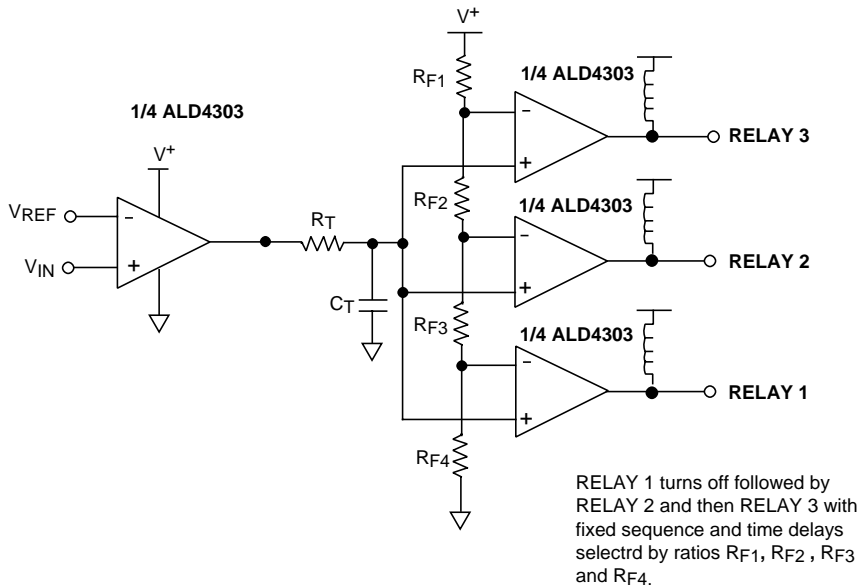 V+
1/4 ALD4303
RF1
1/4 ALD4303
V+
−
+
RELAY 3
VREF
−
VIN
+
RT
RF2
1/4 ALD4303
−
+
RELAY 2
CT
RF3
1/4 ALD4303
−
+
RELAY 1
RF4
RELAY 1 turns off followed by
RELAY 2 and then RELAY 3 with
fixed sequence and time delays
selectrd by ratios RF1, RF2 , RF3
and RF4.